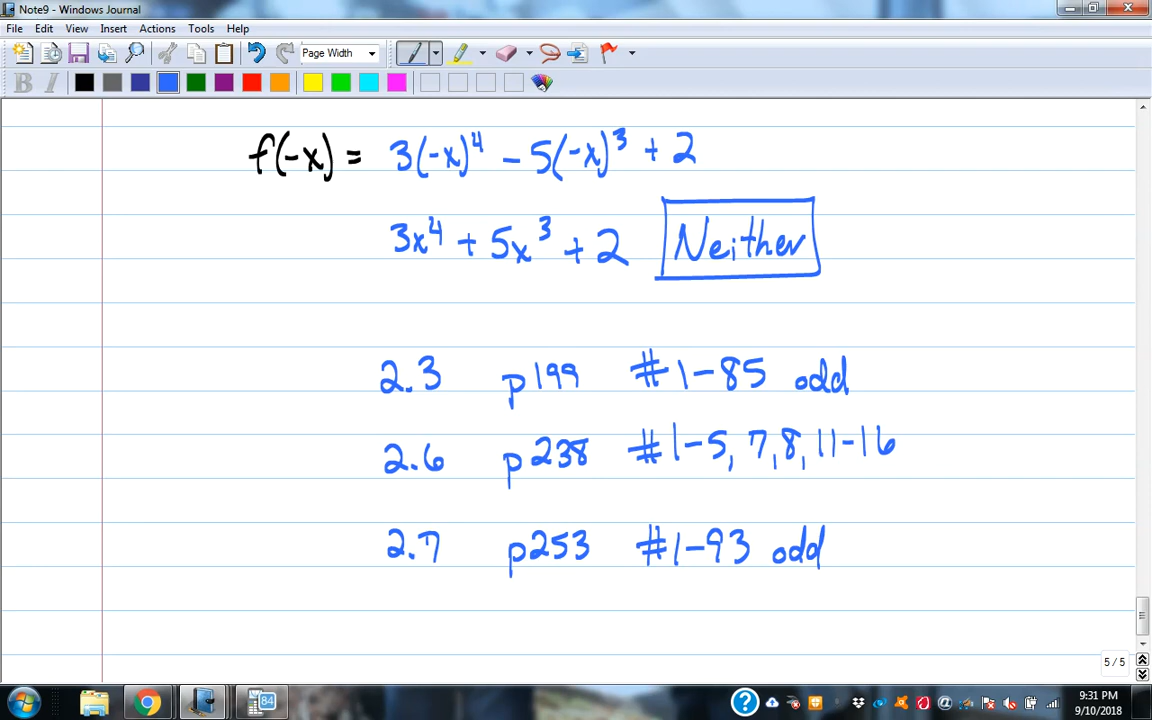 Note9 - Windows Journal
File Edit View Insert Actions Tools Help
Page Width
B I
f(-x) = 3(-x)⁴ - 5(-x)³ + 2
3x⁴ + 5x³ + 2 Neither
2.3 p199 #1-85 odd
2.6 p238 #1-5, 7,8, 11-16
2.7 p253 #1-93 odd
5 / 5
84
9:31 PM
9/10/2018